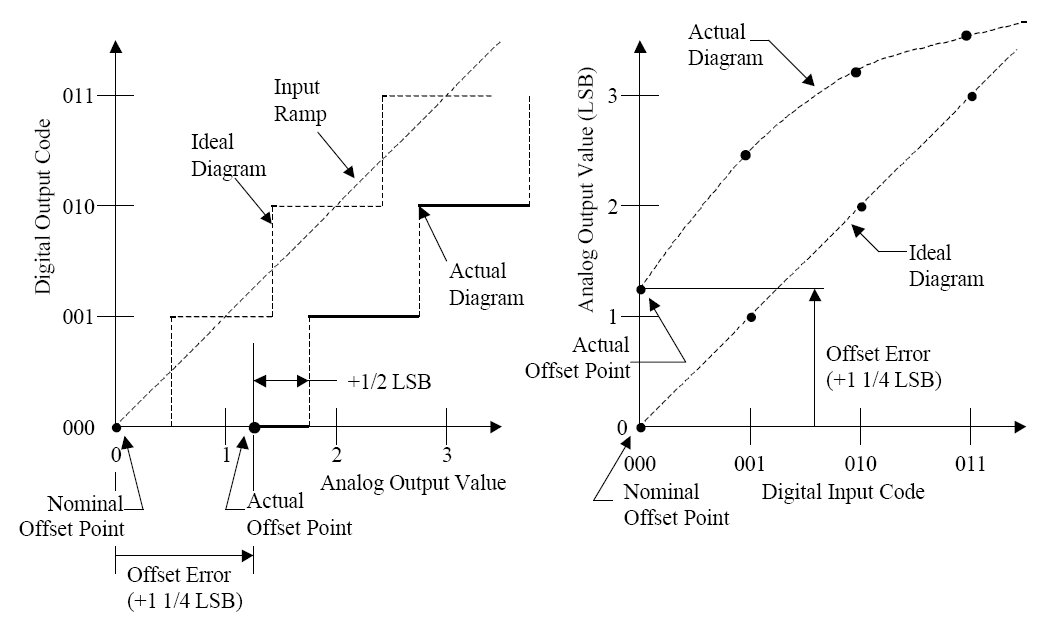 Digital Output Code
011
010
001
000
Input
Ramp
Ideal
Diagram
Actual
Diagram
+1/2 LSB
0
1
2
3
Analog Output Value
Nominal
Offset Point
Actual
Offset Point
Offset Error
(+1 1/4 LSB)
Analog Output Value (LSB)
3
2
1
0
Actual
Diagram
Ideal
Diagram
Actual
Offset Point
Offset Error
(+1 1/4 LSB)
000
001
010
011
Nominal
Offset Point
Digital Input Code